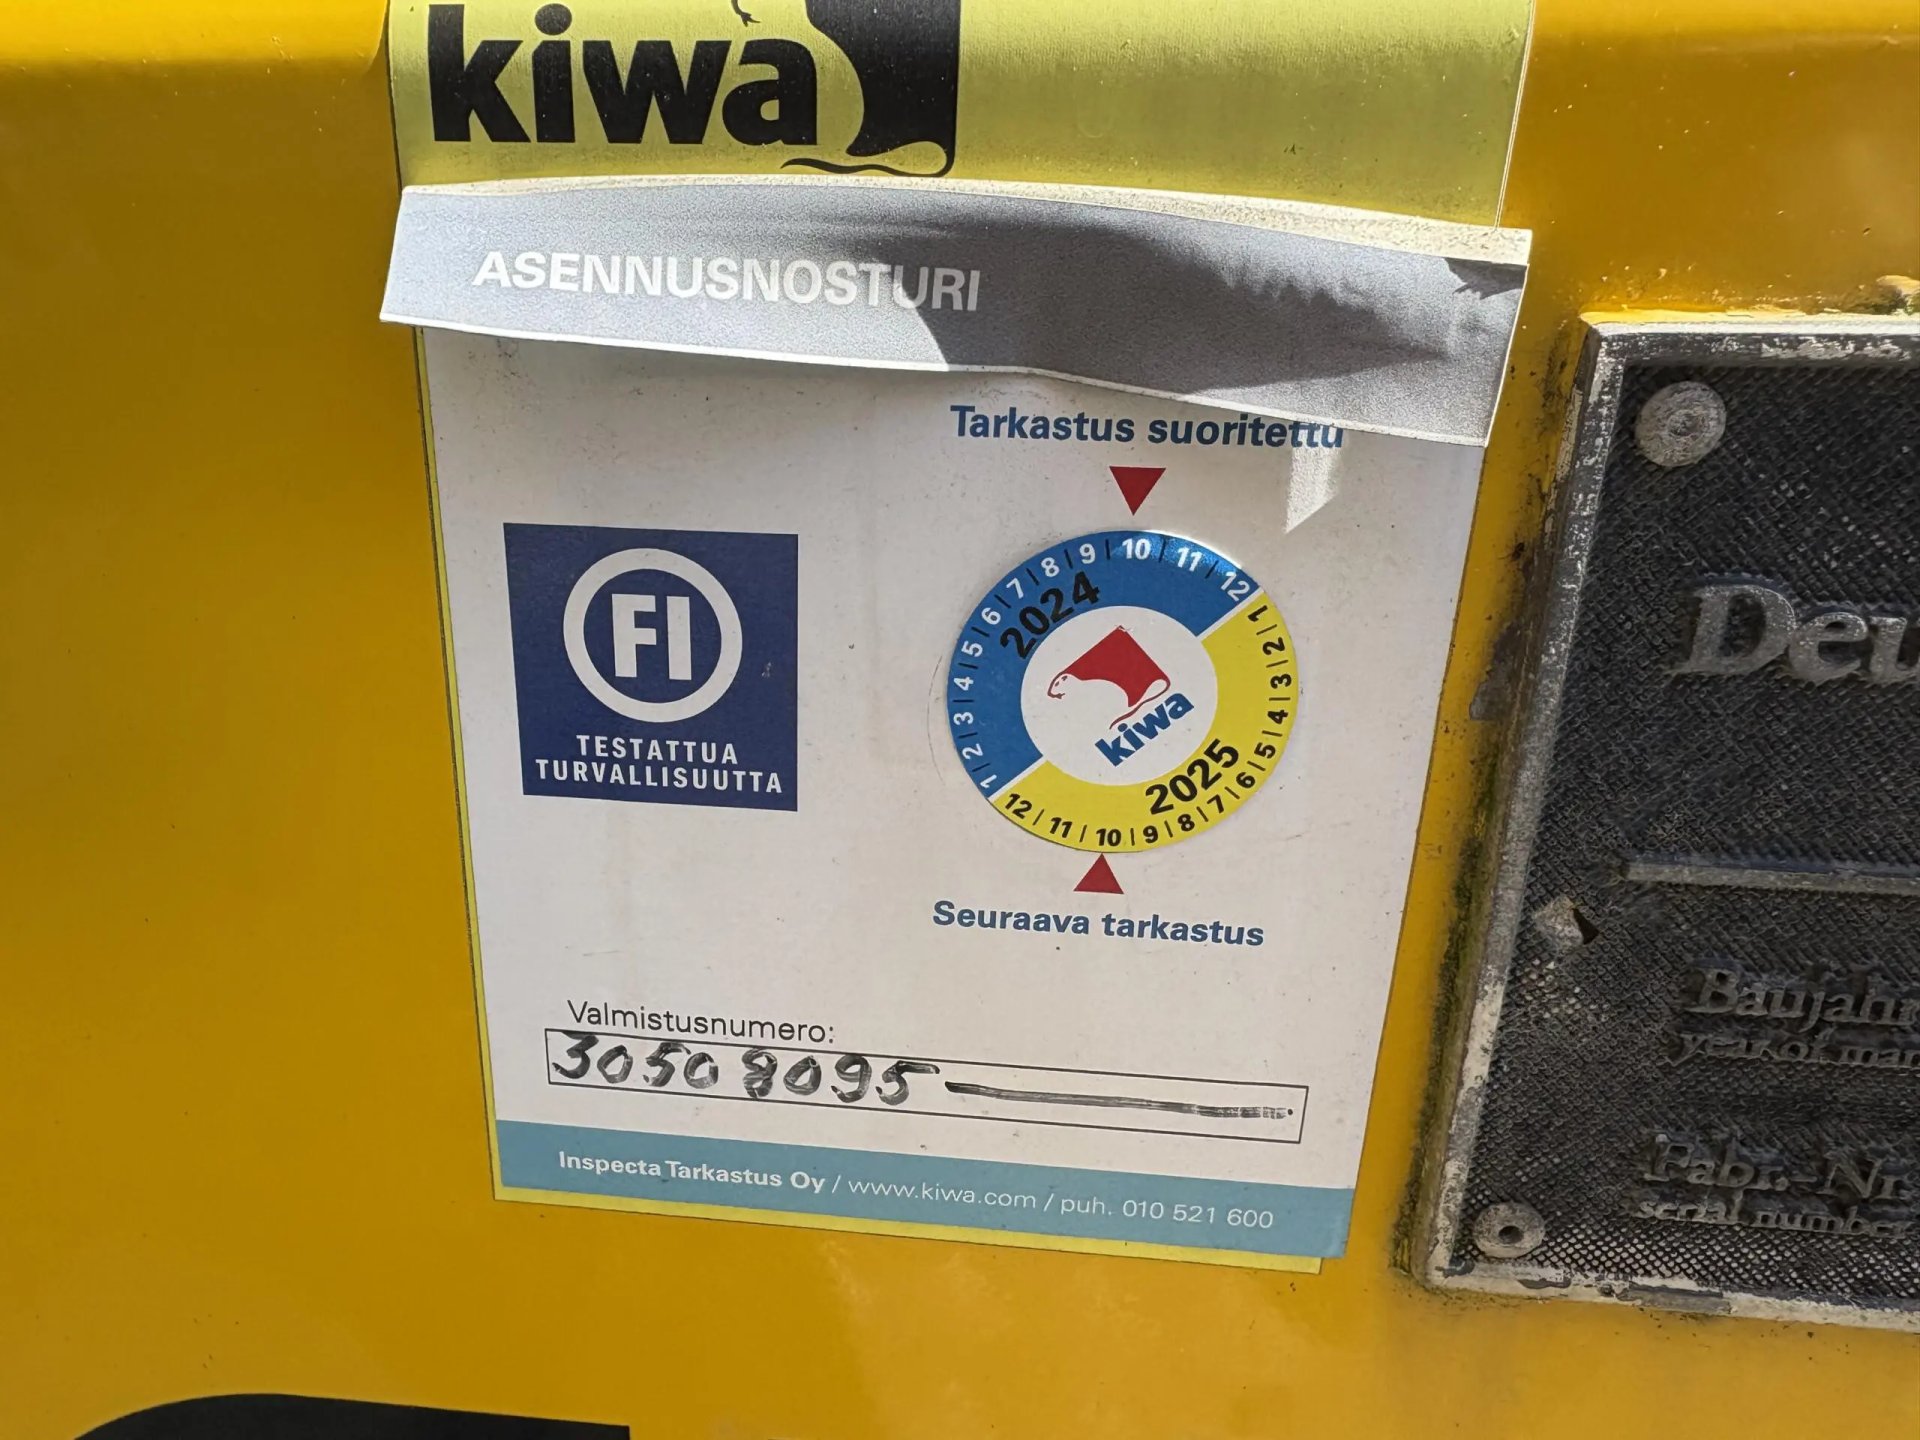 kiwa
ASENNUSNOSTURI
Tarkastus suoritettu
FI
TESTATTUA
TURVALLISUUTTA
1 | 2 | 3 | 4 | 5 | 6 | 7 | 8 | 9 | 10 | 11 | 12
2024
kiwa
2025
1 | 2 | 3 | 4 | 5 | 6 | 7 | 8 | 9 | 10 | 11 | 12
Seuraava tarkastus
Valmistusnumero:
30508095
Inspecta Tarkastus Oy / www.kiwa.com / puh. 010 521 600
Deu
Baujahr
year of man
Fabr.-Nr
serial number